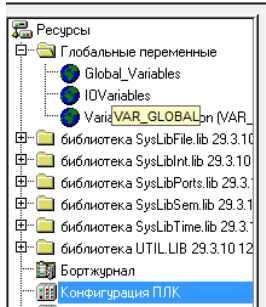 Ресурсы
Глобальные переменные
Global_Variables
IOVariables
Varia VAR_GLOBAL on (VAR_
библиотека SysLibFile.lib 29.3.10
библиотека SysLibInt.lib 29.3.10
библиотека SysLibPorts.lib 29.3.1
библиотека SysLibSem.lib 29.3.10
библиотека SysLibTime.lib 29.3.1
библиотека UTIL.LIB 29.3.10 12
Бортжурнал
Конфигурация ПЛК